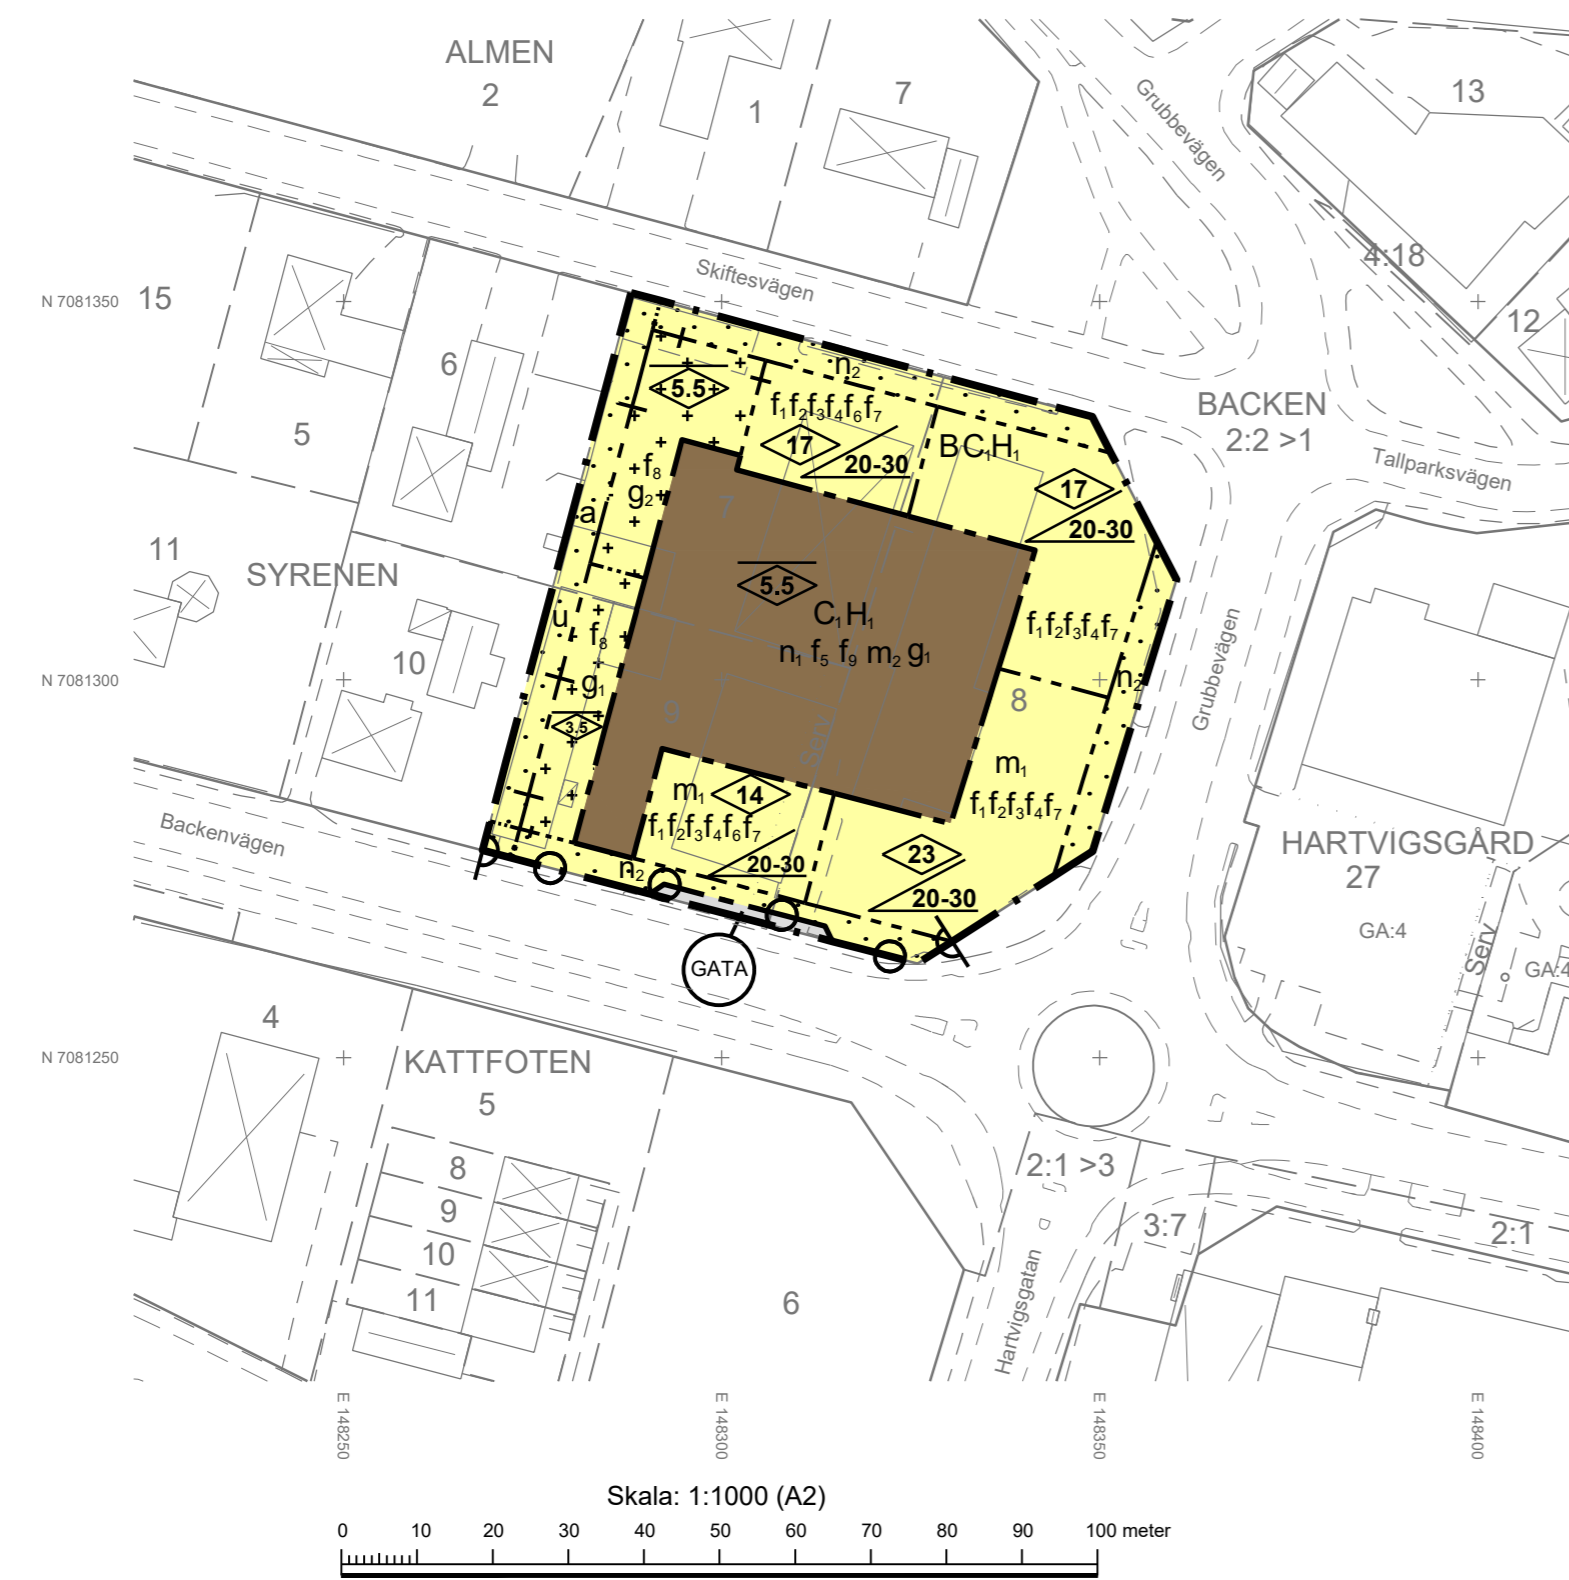 ALMEN
2
1
7
13
Grubbevägen
4:18
12
Skiftesvägen
N 7081350
15
6
5
BACKEN
2:2 >1
Tallparksvägen
n2
5.5
f1f2f3f4f6f7
17
20-30
BC1H1
17
20-30
f8
g2
a
7
11
SYRENEN
5.5
C1H1
n1 f5 f9 m2 g1
u
f8
g1
3.5
f1f2f3f4f7
n2
Grubbevägen
N 7081300
10
9
8
Serv
m1
f1f2f3f4f7
m1
14
f1f2f3f4f6f7
20-30
23
20-30
n2
Backenvägen
GATA
HARTVIGSGÅRD
27
GA:4
Serv
GA:4
N 7081250
4
KATTFOTEN
5
8
9
10
11
6
2:1 >3
3:7
2:1
Hartvigsgatan
E 148250
E 148300
E 148350
E 148400
Skala: 1:1000 (A2)
0 10 20 30 40 50 60 70 80 90 100 meter